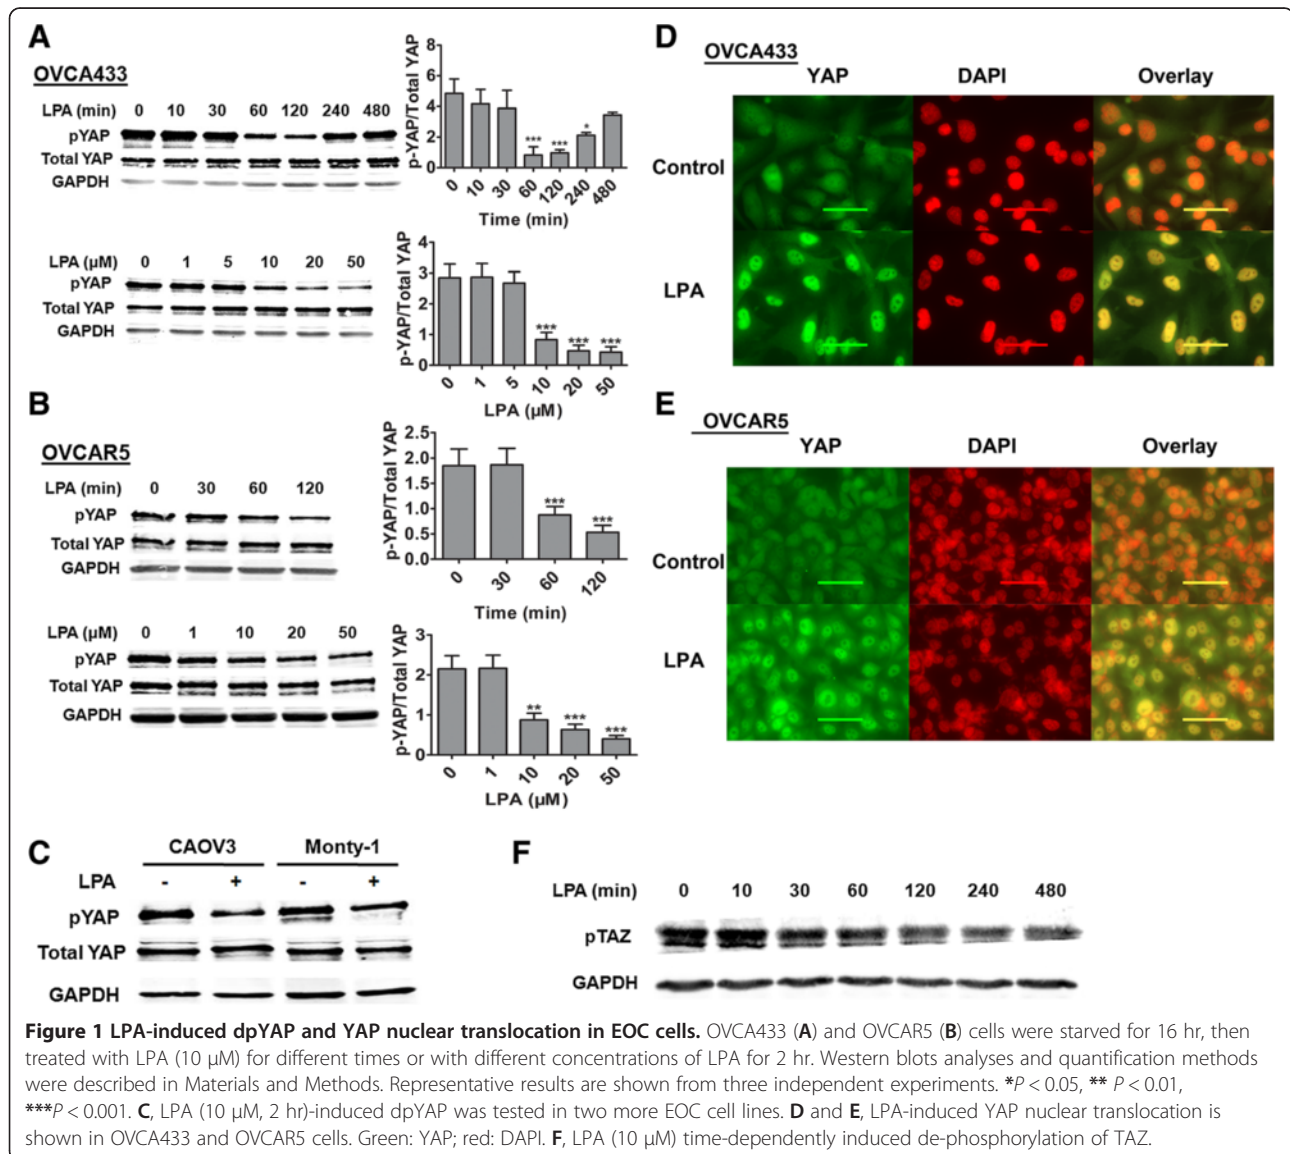 A
OVCA433
LPA (min) 0 10 30 60 120 240 480
pYAP
Total YAP
GAPDH
p-YAP/Total YAP
8
6
4
2
0
*** *** *
0 10 30 60 120 240 480
Time (min)
LPA (µM) 0 1 5 10 20 50
pYAP
Total YAP
GAPDH
p-YAP/Total YAP
4
3
2
1
0
*** *** ***
0 1 5 10 20 50
LPA (µM)
B
OVCAR5
LPA (min) 0 30 60 120
pYAP
Total YAP
GAPDH
p-YAP/Total YAP
2.5
2.0
1.5
1.0
0.5
0.0
*** ***
0 30 60 120
Time (min)
LPA (µM) 0 1 10 20 50
pYAP
Total YAP
GAPDH
p-YAP/Total YAP
3
2
1
0
** *** ***
0 1 10 20 50
LPA (µM)
C
CAOV3 Monty-1
LPA - + - +
pYAP
Total YAP
GAPDH
D
OVCA433
YAP DAPI Overlay
Control
LPA
E
OVCAR5
YAP DAPI Overlay
Control
LPA
F
LPA (min) 0 10 30 60 120 240 480
pTAZ
GAPDH
Figure 1 LPA-induced dpYAP and YAP nuclear translocation in EOC cells. OVCA433 (A) and OVCAR5 (B) cells were starved for 16 hr, then
treated with LPA (10 µM) for different times or with different concentrations of LPA for 2 hr. Western blots analyses and quantification methods
were described in Materials and Methods. Representative results are shown from three independent experiments. *P < 0.05, ** P < 0.01,
***P < 0.001. C, LPA (10 µM, 2 hr)-induced dpYAP was tested in two more EOC cell lines. D and E, LPA-induced YAP nuclear translocation is
shown in OVCA433 and OVCAR5 cells. Green: YAP; red: DAPI. F, LPA (10 µM) time-dependently induced de-phosphorylation of TAZ.